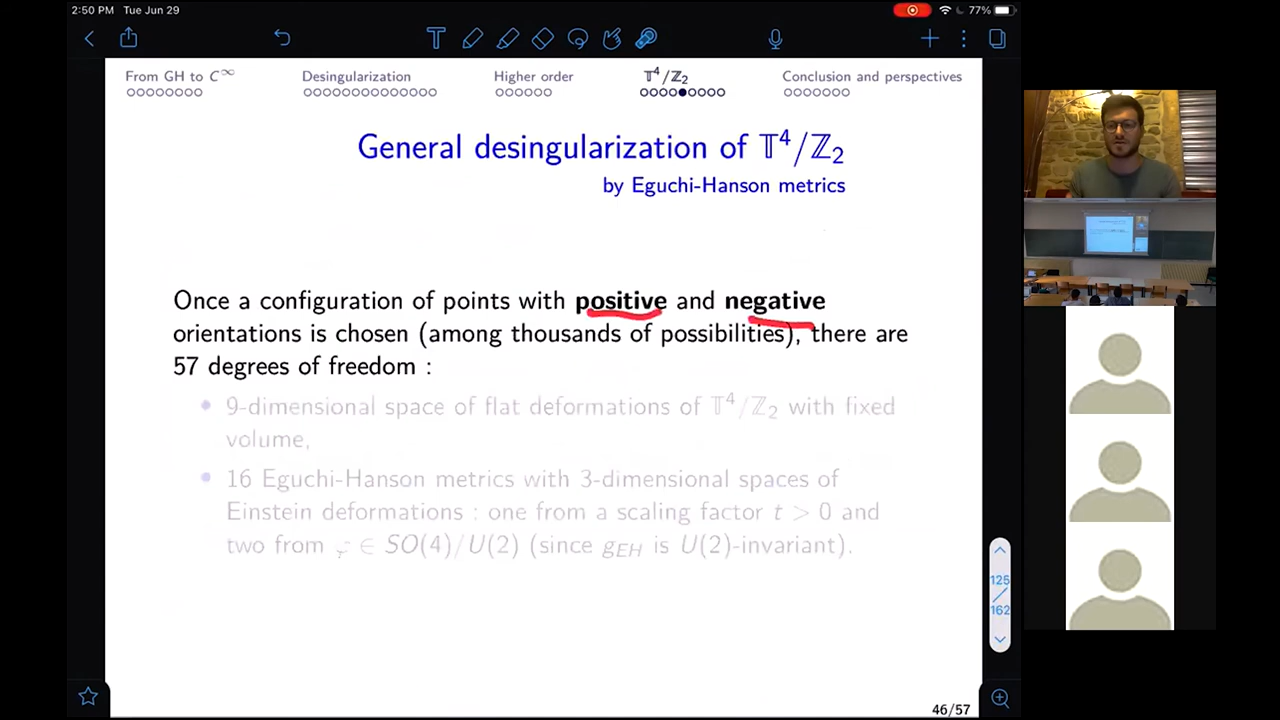 2:50 PM Tue Jun 29
77%
From GH to C^∞
Desingularization
Higher order
𝕋⁴/ℤ₂
Conclusion and perspectives
General desingularization of 𝕋⁴/ℤ₂
by Eguchi-Hanson metrics
Once a configuration of points with positive and negative
orientations is chosen (among thousands of possibilities), there are
57 degrees of freedom :
• 9-dimensional space of flat deformations of 𝕋⁴/ℤ₂ with fixed
volume,
• 16 Eguchi-Hanson metrics with 3-dimensional spaces of
Einstein deformations : one from a scaling factor t > 0 and
two from φ ∈ SO(4)/U(2) (since g_EH is U(2)-invariant).
125
162
46/57